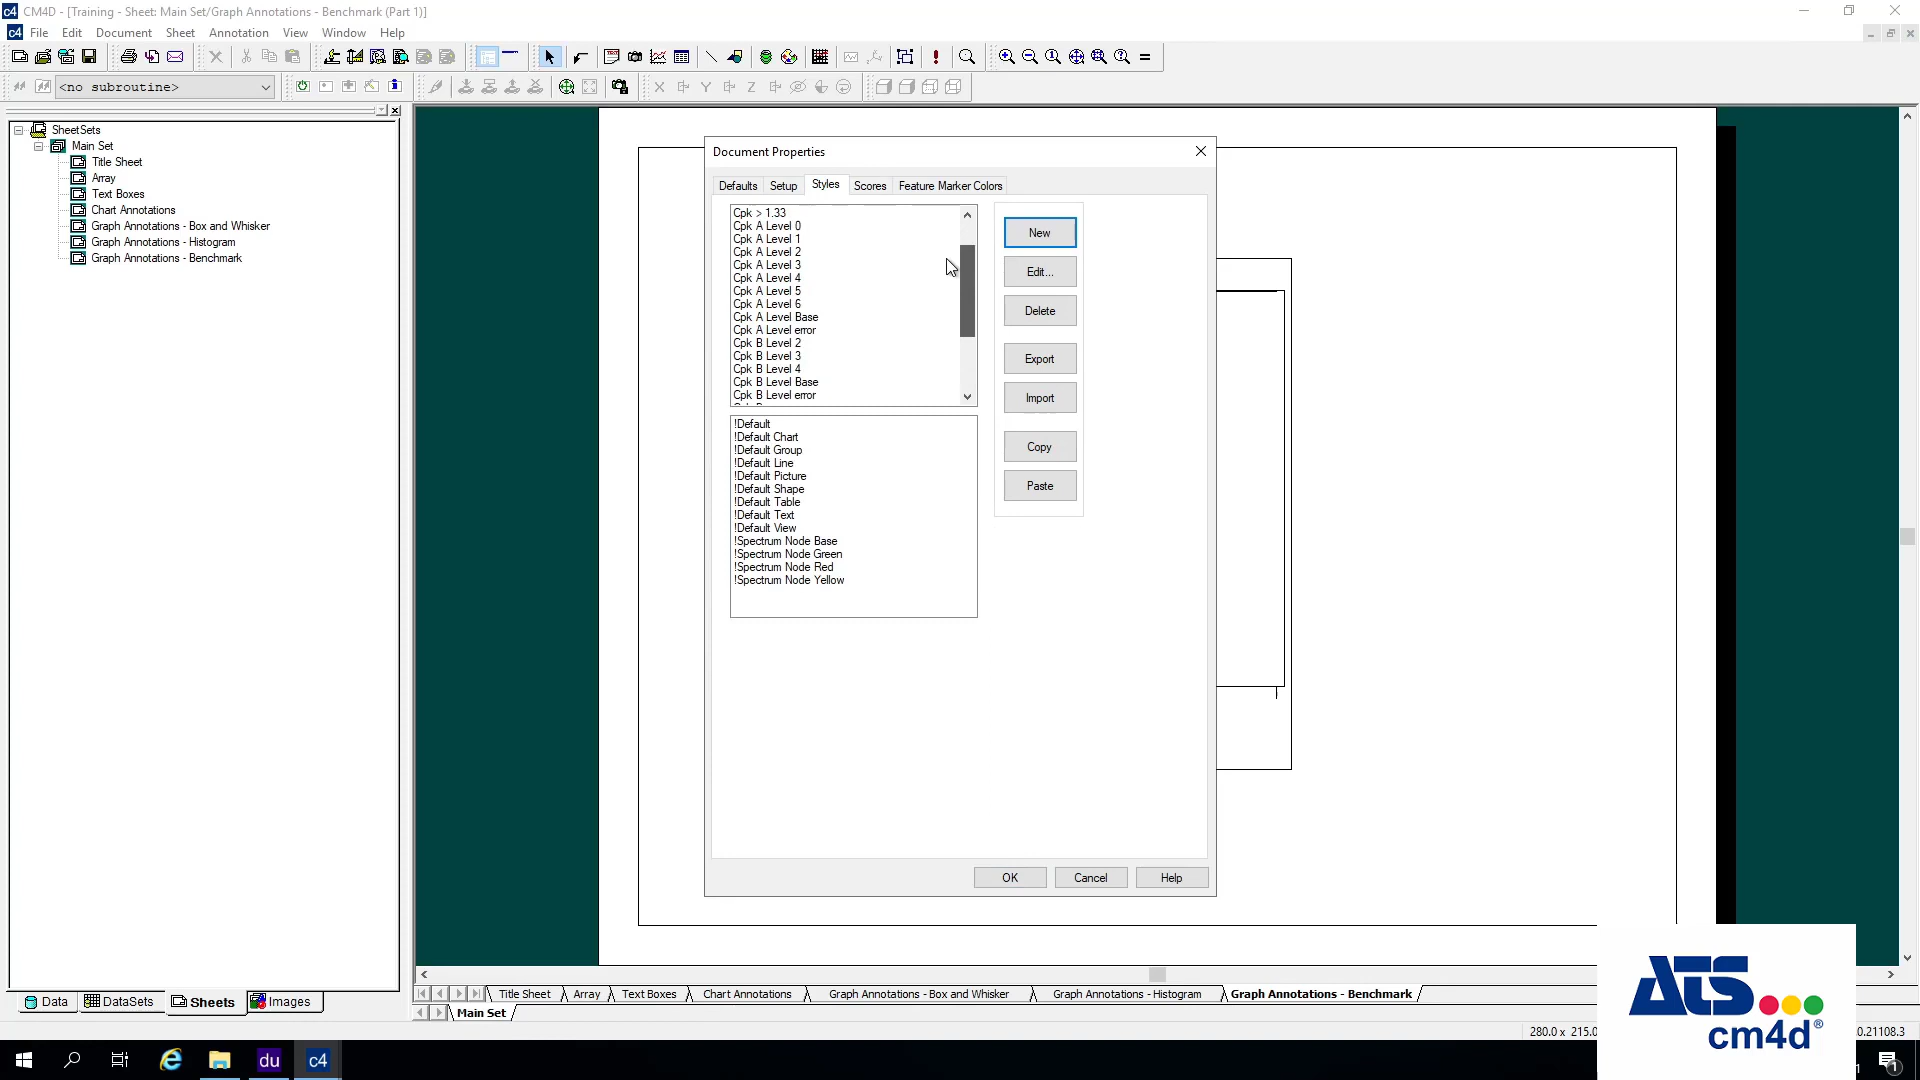 CM4D - [Training - Sheet: Main Set/Graph Annotations - Benchmark (Part 1)]
File Edit Document Sheet Annotation View Window Help
<no subroutine>
SheetSets
Main Set
Title Sheet
Array
Text Boxes
Chart Annotations
Graph Annotations - Box and Whisker
Graph Annotations - Histogram
Graph Annotations - Benchmark
Document Properties
Defaults Setup Styles Scores Feature Marker Colors
Cpk > 1.33
Cpk A Level 0
Cpk A Level 1
Cpk A Level 2
Cpk A Level 3
Cpk A Level 4
Cpk A Level 5
Cpk A Level 6
Cpk A Level Base
Cpk A Level error
Cpk B Level 2
Cpk B Level 3
Cpk B Level 4
Cpk B Level Base
Cpk B Level error
!Default
!Default Chart
!Default Group
!Default Line
!Default Picture
!Default Shape
!Default Table
!Default Text
!Default View
!Spectrum Node Base
!Spectrum Node Green
!Spectrum Node Red
!Spectrum Node Yellow
New
Edit...
Delete
Export
Import
Copy
Paste
OK Cancel Help
Data DataSets Sheets Images
Title Sheet Array Text Boxes Chart Annotations Graph Annotations - Box and Whisker Graph Annotations - Histogram Graph Annotations - Benchmark
Main Set
280.0 x 215.0
0.21108.3
ATS
cm4d®